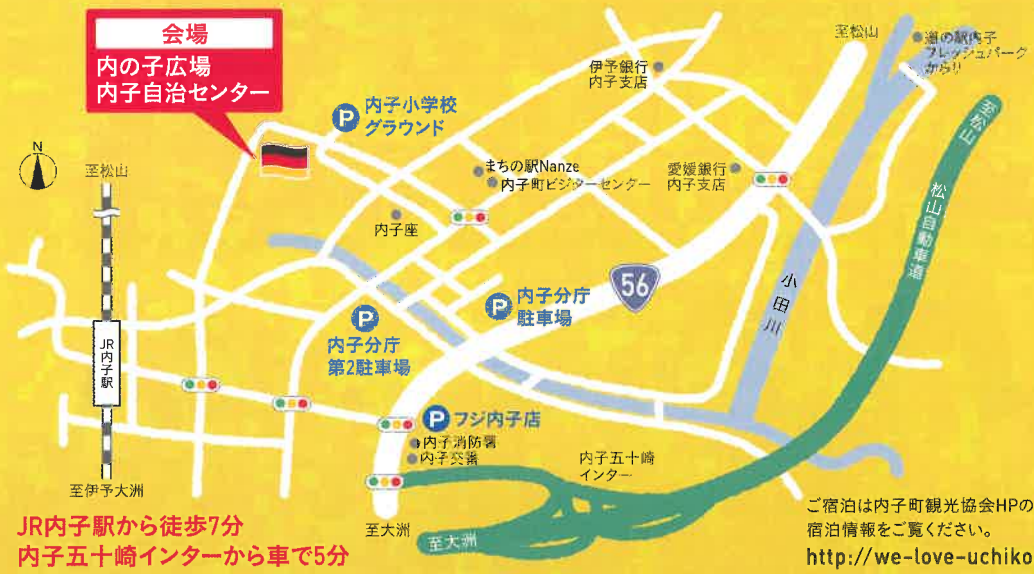 会場
内の子広場
内子自治センター
P 内子小学校
グラウンド
伊予銀行
内子支店
至松山
道の駅内子
フレッシュパーク
からり
N
至松山
まちの駅Nanze
内子町ビジターセンター
愛媛銀行
内子支店
至松山
松山自動車道
内子座
56
小田川
P 内子分庁
駐車場
P
内子分庁
第2駐車場
JR内子駅
P フジ内子店
内子消防署
内子交番
内子五十崎
インター
至伊予大洲
至大洲
至大洲
JR内子駅から徒歩7分
内子五十崎インターから車で5分
ご宿泊は内子町観光協会HPの
宿泊情報をご覧ください。
http://we-love-uchiko